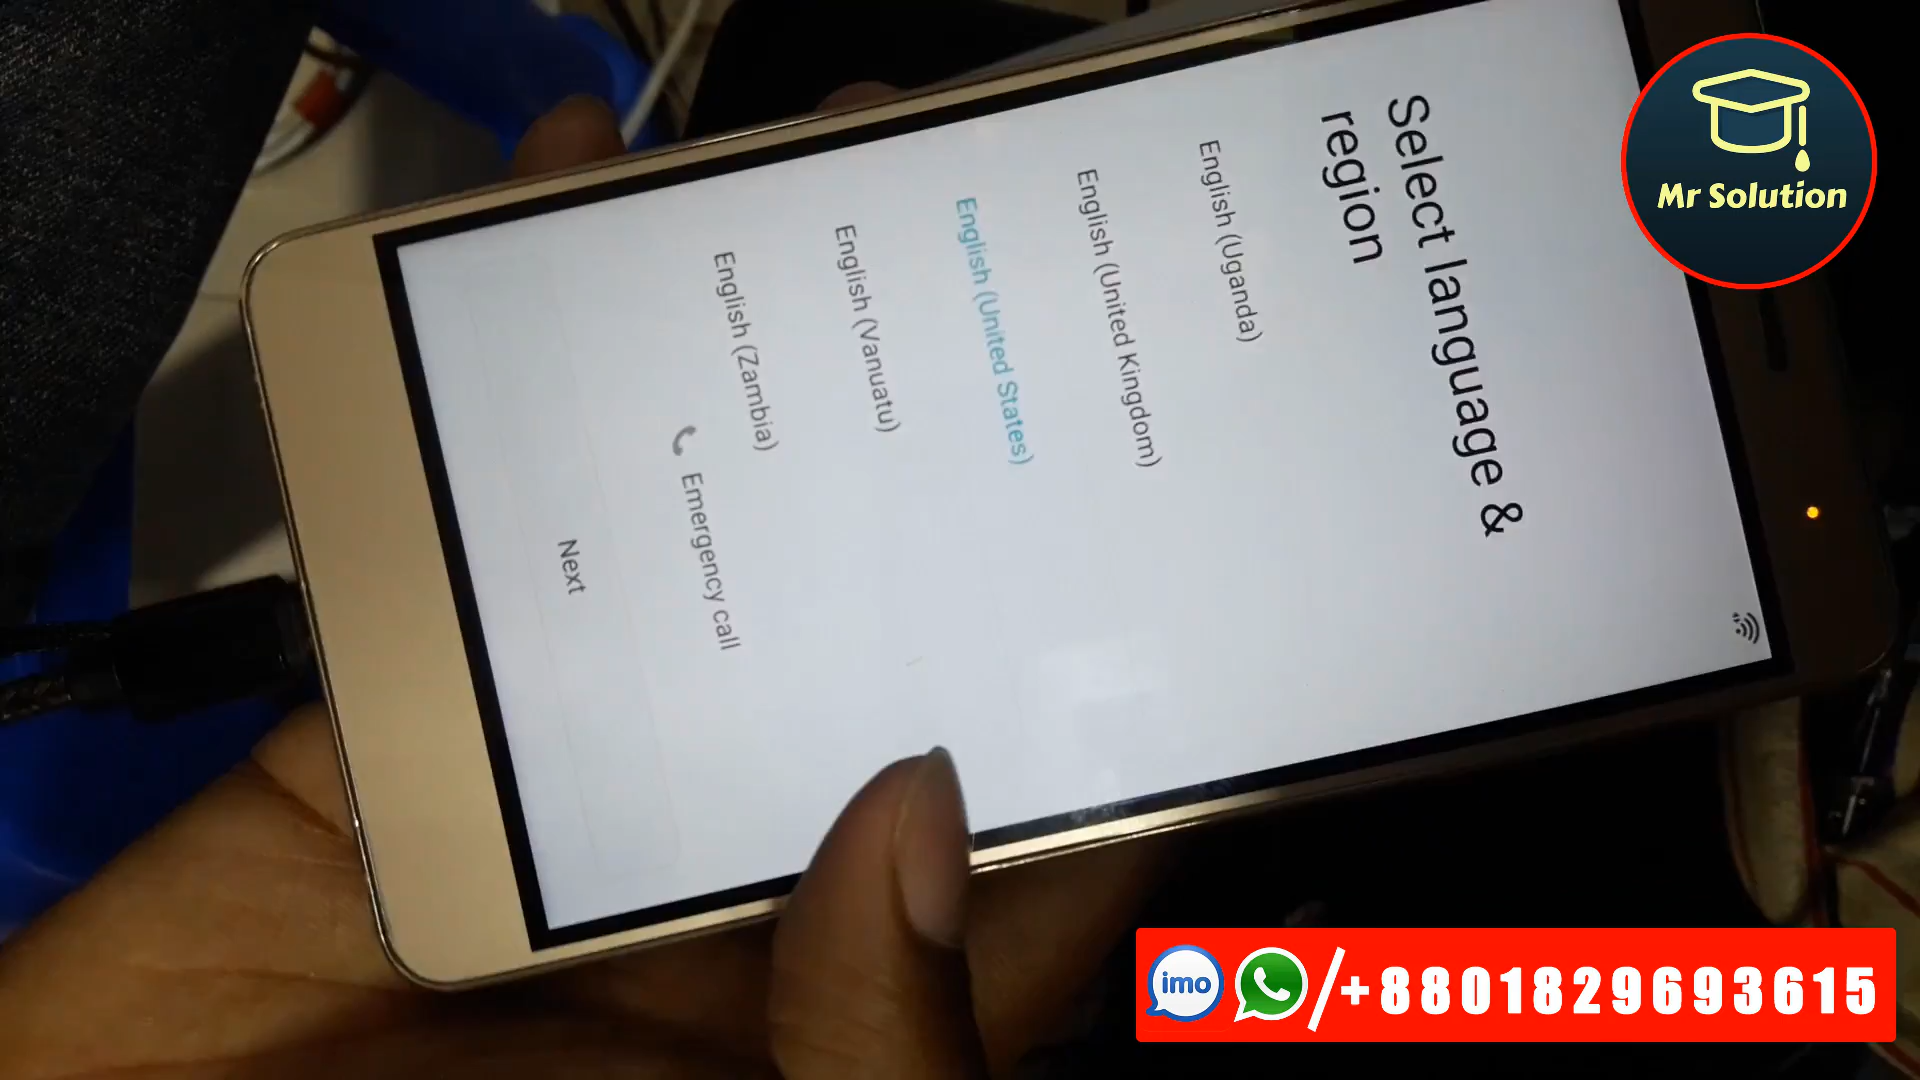 Select language &
region
English (Uganda)
English (United Kingdom)
English (United States)
English (Vanuatu)
English (Zambia)
Emergency call
Next
Mr Solution
imo
/+8801829693615